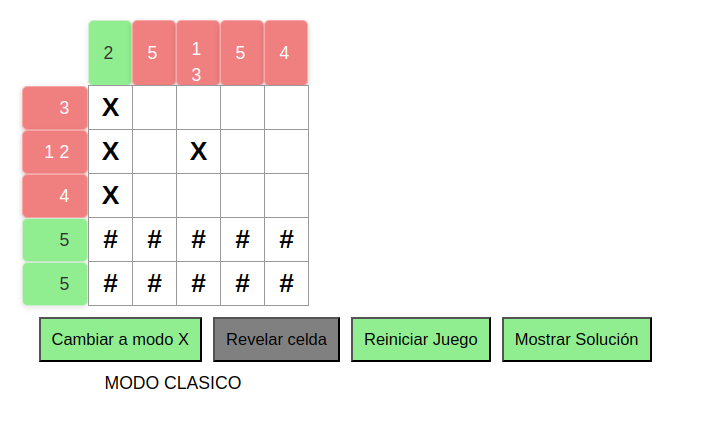 2 5 1 5 4
3
3 X
1 2 X X
4 X
5 # # # # #
5 # # # # #
Cambiar a modo X Revelar celda Reiniciar Juego Mostrar Solución
MODO CLASICO